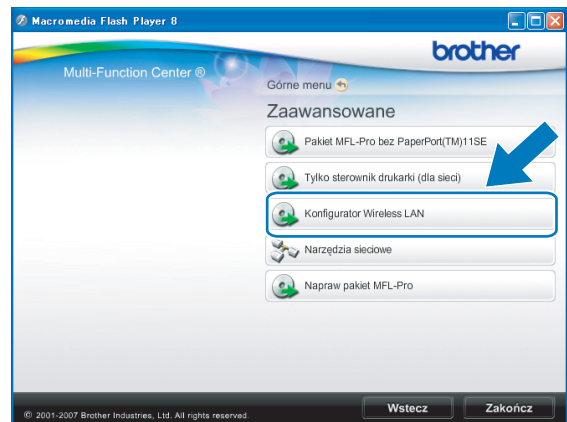 Macromedia Flash Player 8
brother
Multi-Function Center ®
Górne menu
Zaawansowane
Pakiet MFL-Pro bez PaperPort(TM)11SE
Tylko sterownik drukarki (dla sieci)
Konfigurator Wireless LAN
Narzędzia sieciowe
Napraw pakiet MFL-Pro
© 2001-2007 Brother Industries, Ltd. All rights reserved.
Wstecz
Zakończ